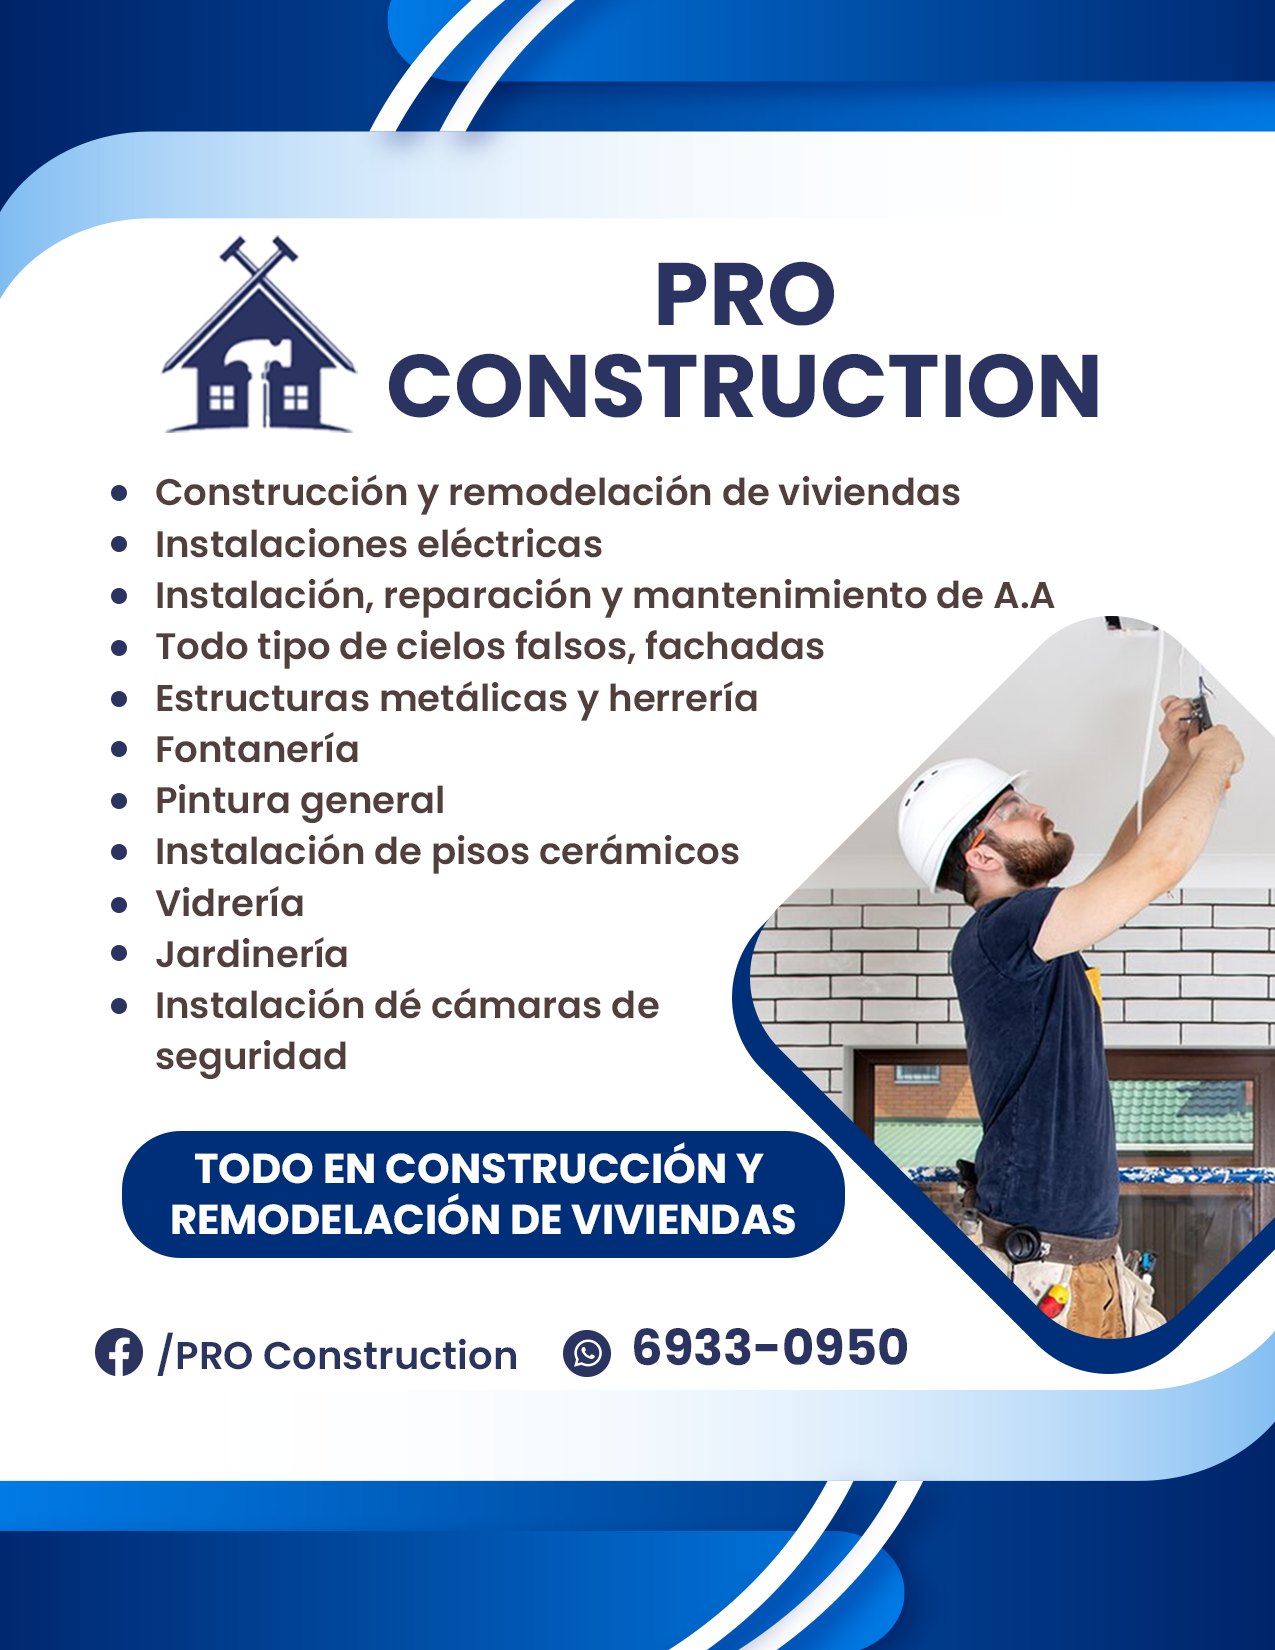 PRO
CONSTRUCTION
Construcción y remodelación de viviendas
Instalaciones eléctricas
Instalación, reparación y mantenimiento de A.A
Todo tipo de cielos falsos, fachadas
Estructuras metálicas y herrería
Fontanería
Pintura general
Instalación de pisos cerámicos
Vidrería
Jardinería
Instalación dé cámaras de
seguridad
TODO EN CONSTRUCCIÓN Y
REMODELACIÓN DE VIVIENDAS
/PRO Construction 6933-0950